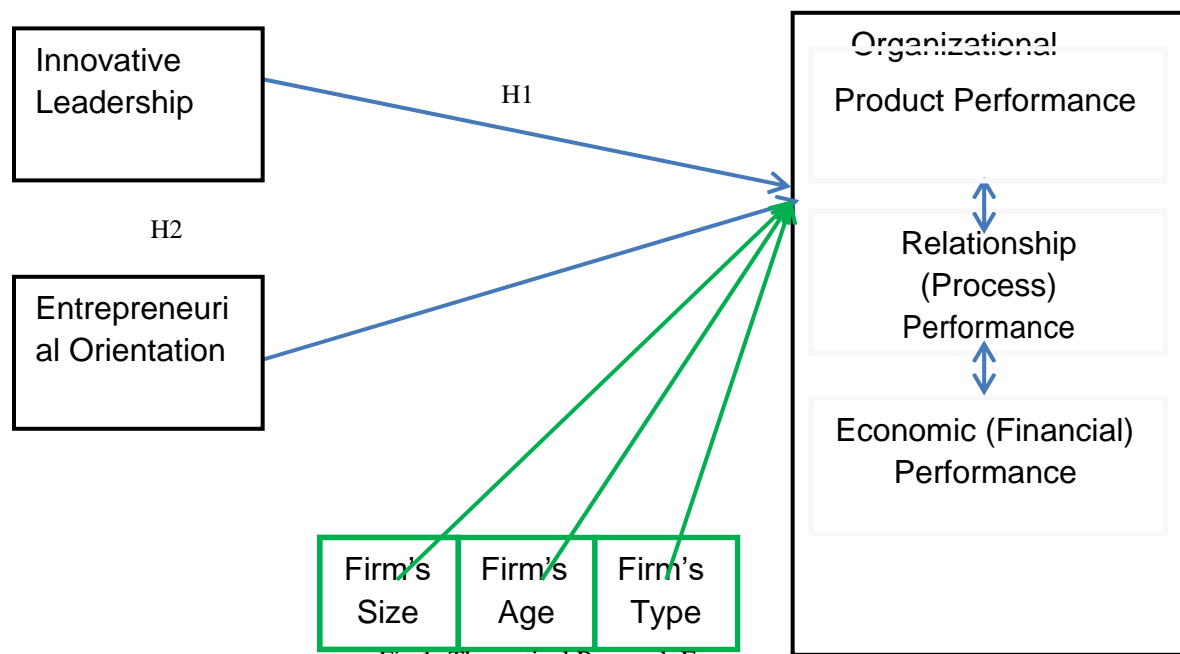 Innovative
Leadership
H1
H2
Entrepreneuri
al Orientation
Organizational
Product Performance
Relationship
(Process)
Performance
Economic (Financial)
Performance
Firm's
Size
Firm's
Age
Firm's
Type